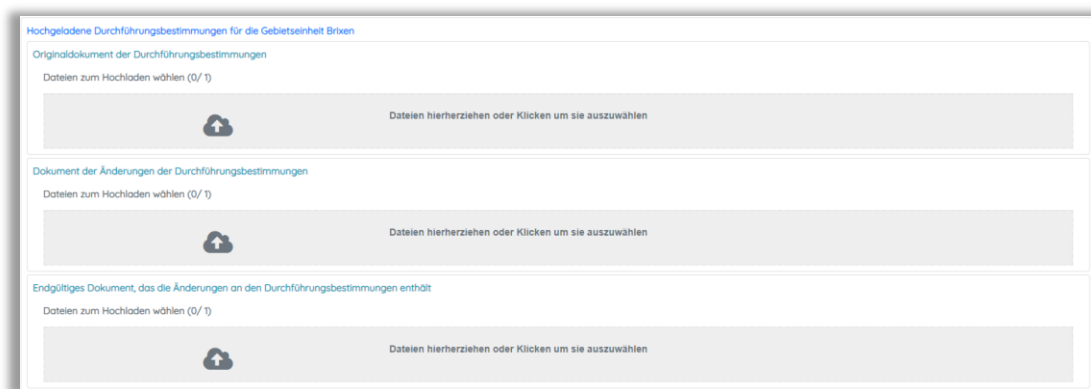 Hochgeladene Durchführungsbestimmungen für die Gebietseinheit Brixen
Originaldokument der Durchführungsbestimmungen
Dateien zum Hochladen wählen (0/ 1)
Dateien hierherziehen oder Klicken um sie auszuwählen
Dokument der Änderungen der Durchführungsbestimmungen
Dateien zum Hochladen wählen (0/ 1)
Dateien hierherziehen oder Klicken um sie auszuwählen
Endgültiges Dokument, das die Änderungen an den Durchführungsbestimmungen enthält
Dateien zum Hochladen wählen (0/ 1)
Dateien hierherziehen oder Klicken um sie auszuwählen